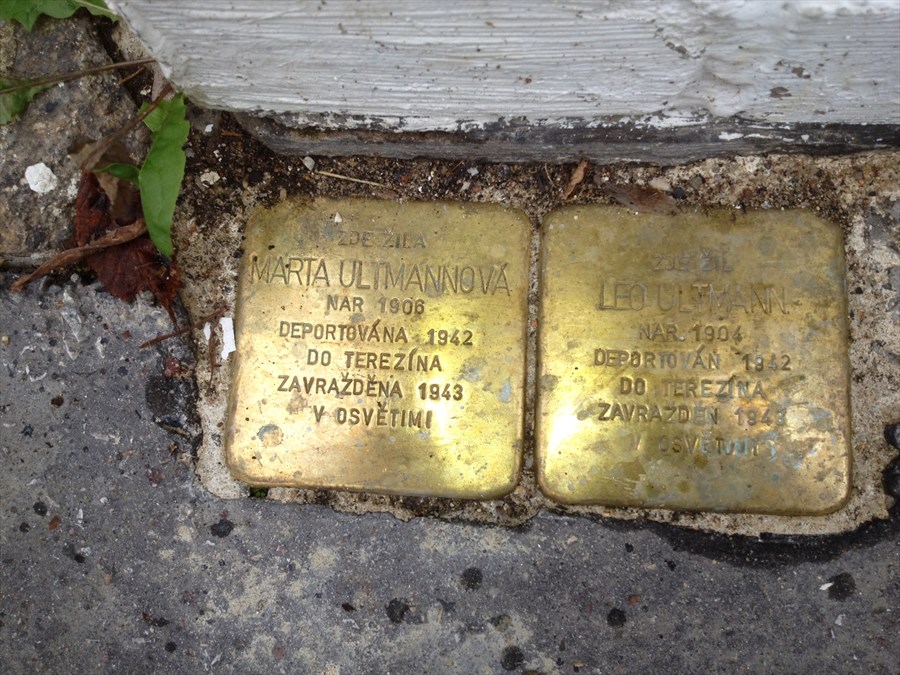 ZDE ŽILA
MARTA ULTMANNOVÁ
NAR 1906
DEPORTOVÁNA 1942
DO TEREZÍNA
ZAVRAŽDĚNA 1943
V OSVĚTIMI
ZDE ŽIL
LEO ULTMANN
NAR. 1904
DEPORTOVÁN 1942
DO TEREZÍNA
ZAVRAŽDĚN 1943
V OSVĚTIMI